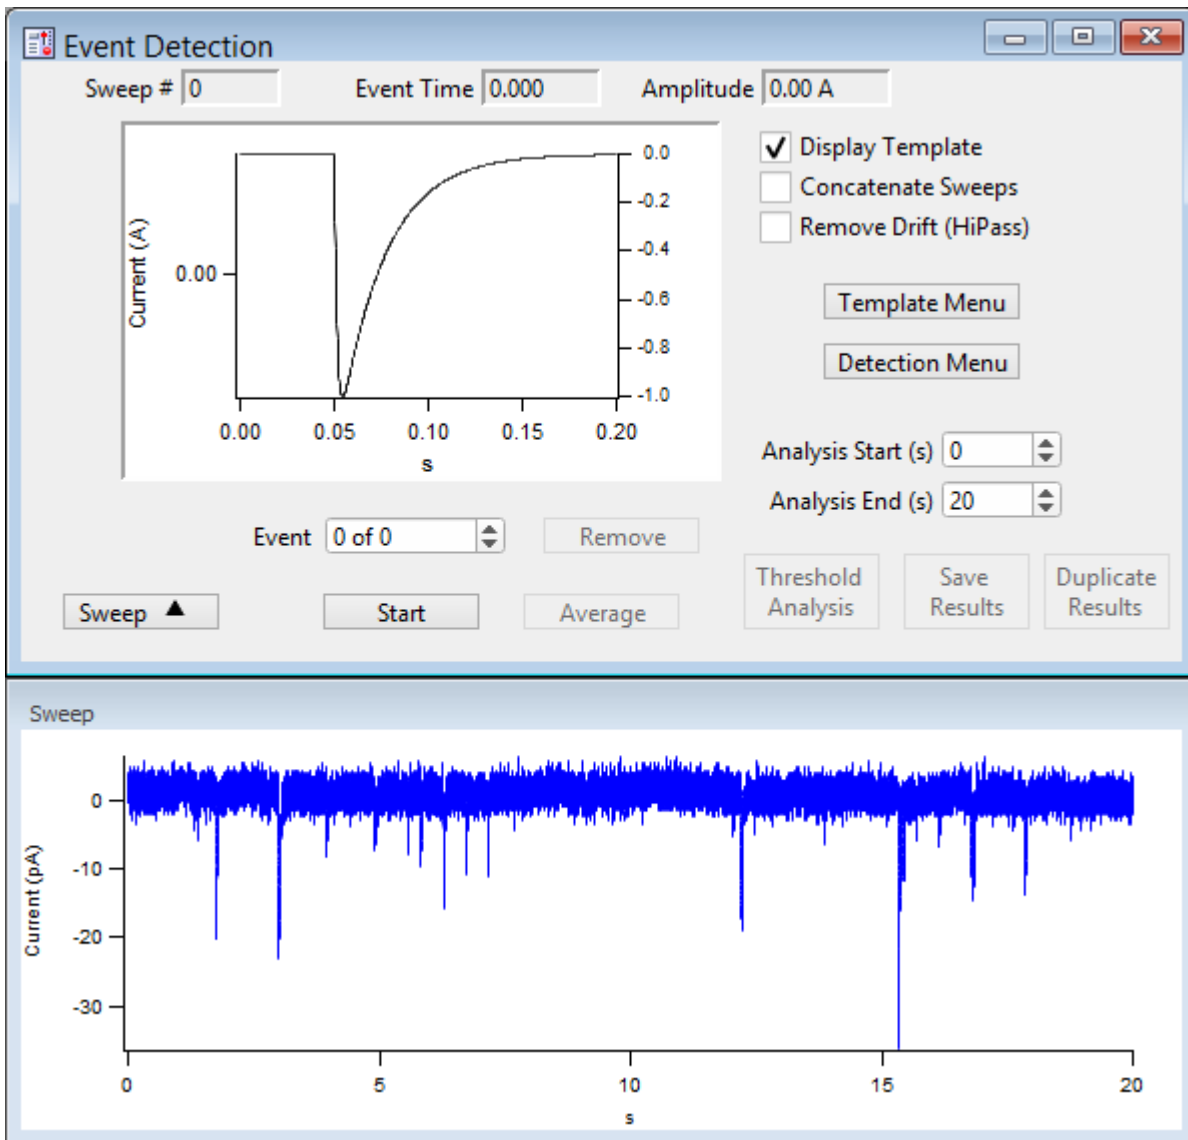 Event Detection
Sweep # 0 Event Time 0.000 Amplitude 0.00 A
Current (A)
0.00
0.0
-0.2
-0.4
-0.6
-0.8
-1.0
0.00 0.05 0.10 0.15 0.20
s
Display Template
Concatenate Sweeps
Remove Drift (HiPass)
Template Menu
Detection Menu
Analysis Start (s) 0
Analysis End (s) 20
Event 0 of 0 Remove
Sweep ▲ Start Average
Threshold
Analysis
Save
Results
Duplicate
Results
Sweep
Current (pA)
0
-10
-20
-30
0 5 10 15 20
s